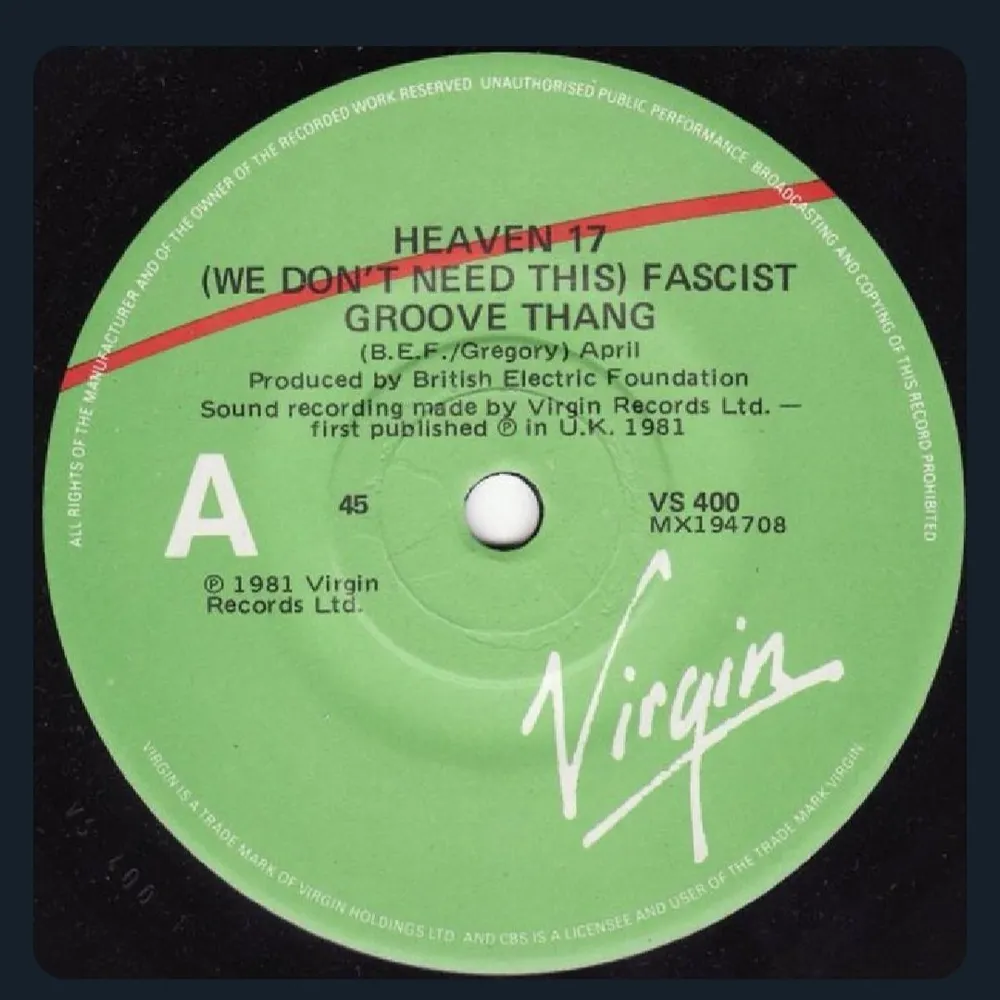 ALL RIGHTS OF THE MANUFACTURER AND OF THE OWNER OF THE RECORDED WORK RESERVED UNAUTHORISED PUBLIC PERFORMANCE BROADCASTING AND COPYING OF THIS RECORD PROHIBITED
HEAVEN 17
(WE DON'T NEED THIS) FASCIST
GROOVE THANG
(B.E.F./Gregory) April
Produced by British Electric Foundation
Sound recording made by Virgin Records Ltd. —
first published ℗ in U.K. 1981
A
45
VS 400
MX194708
℗ 1981 Virgin
Records Ltd.
Virgin
VIRGIN IS A TRADE MARK OF VIRGIN HOLDINGS LTD. AND CBS IS A LICENSEE AND USER OF THE TRADE MARK VIRGIN
VS 400